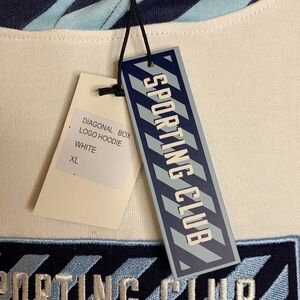 DIAGONAL BOX
LOGO HOODIE
WHITE
XL
SPORTING CLUB
SPORTING CLUB